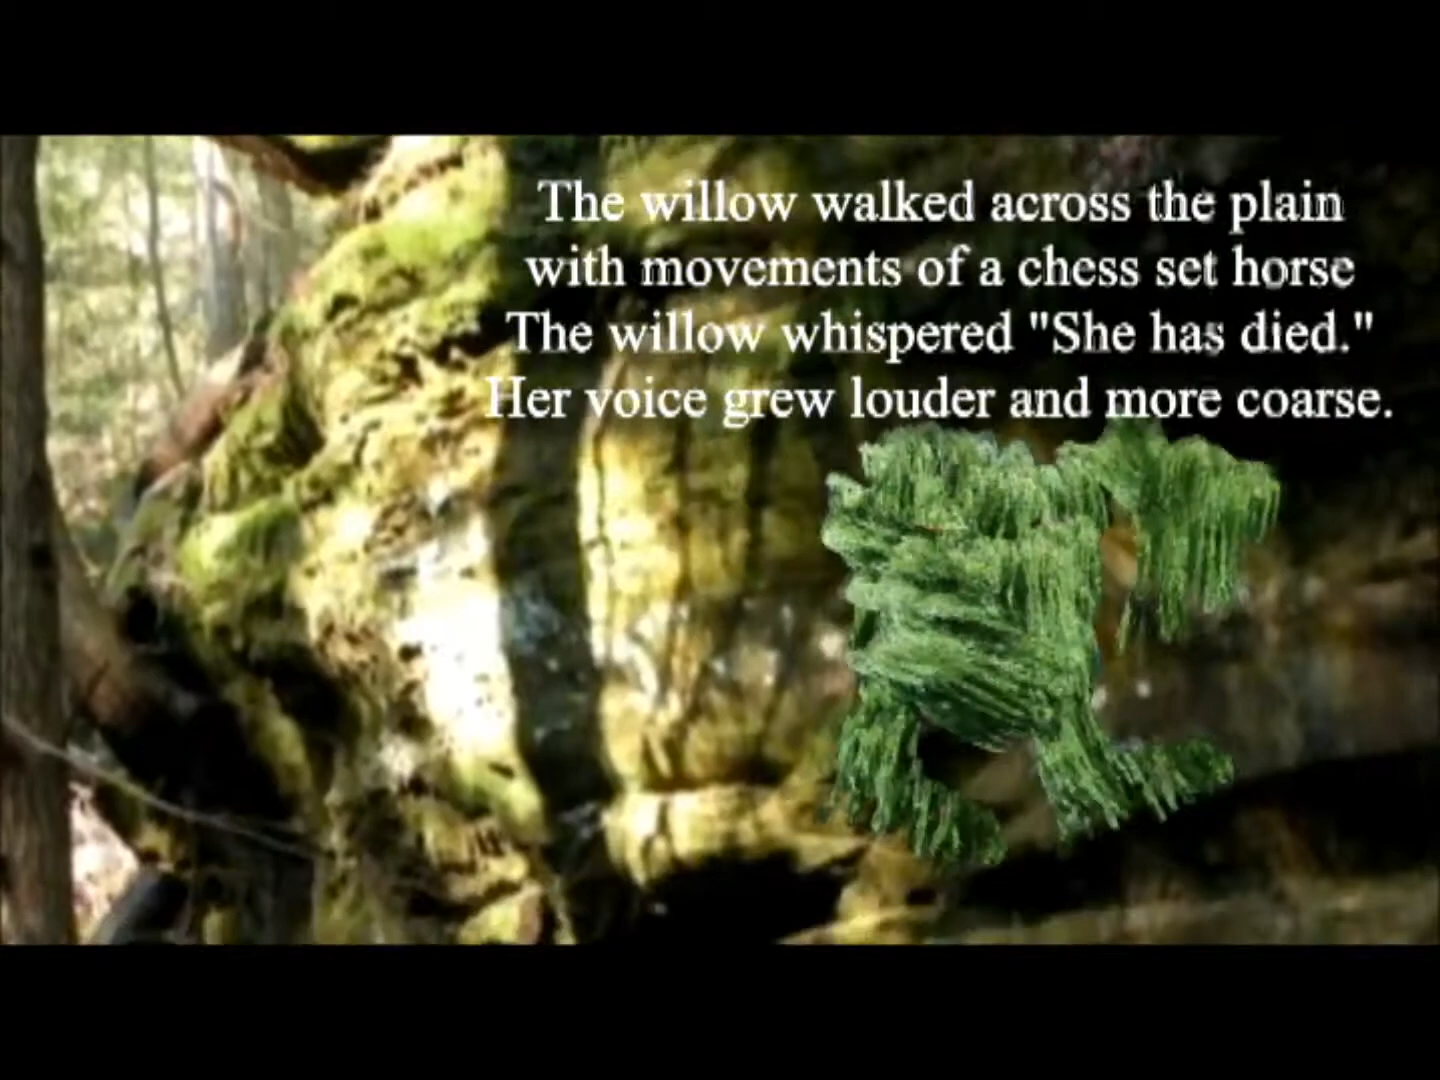 The willow walked across the plain
with movements of a chess set horse
The willow whispered "She has died."
Her voice grew louder and more coarse.